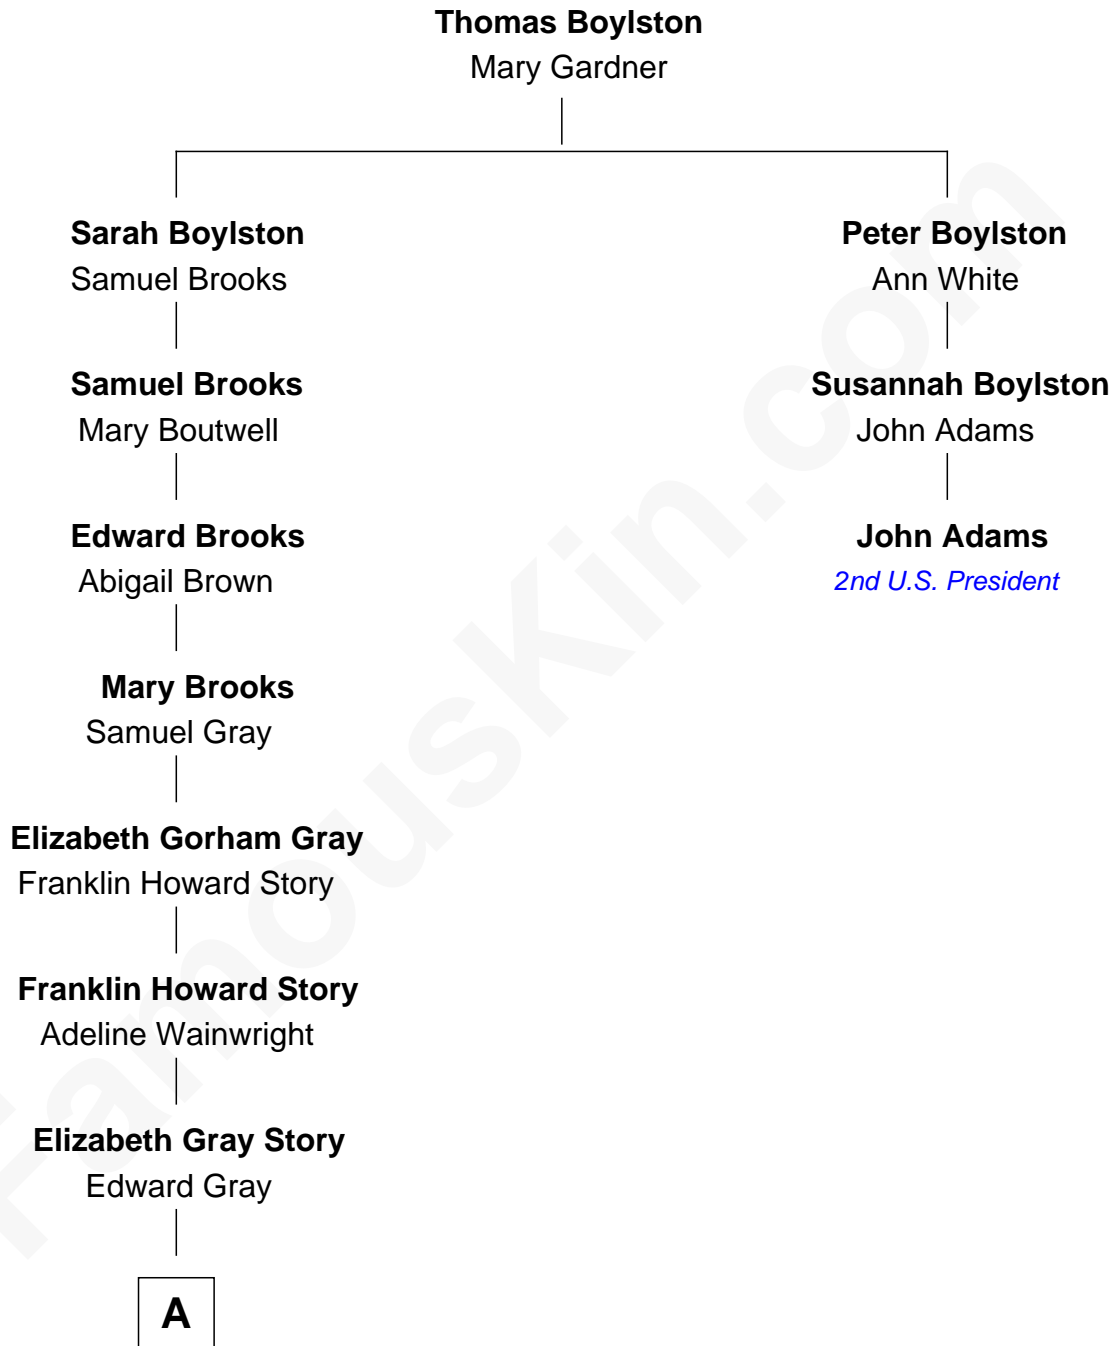 Thomas Boylston
Mary Gardner
Sarah Boylston
Samuel Brooks
Peter Boylston
Ann White
Samuel Brooks
Mary Boutwell
Susannah Boylston
John Adams
Edward Brooks
Abigail Brown
John Adams
2nd U.S. President
Mary Brooks
Samuel Gray
Elizabeth Gorham Gray
Franklin Howard Story
Franklin Howard Story
Adeline Wainwright
Elizabeth Gray Story
Edward Gray
A
FamousKin.com